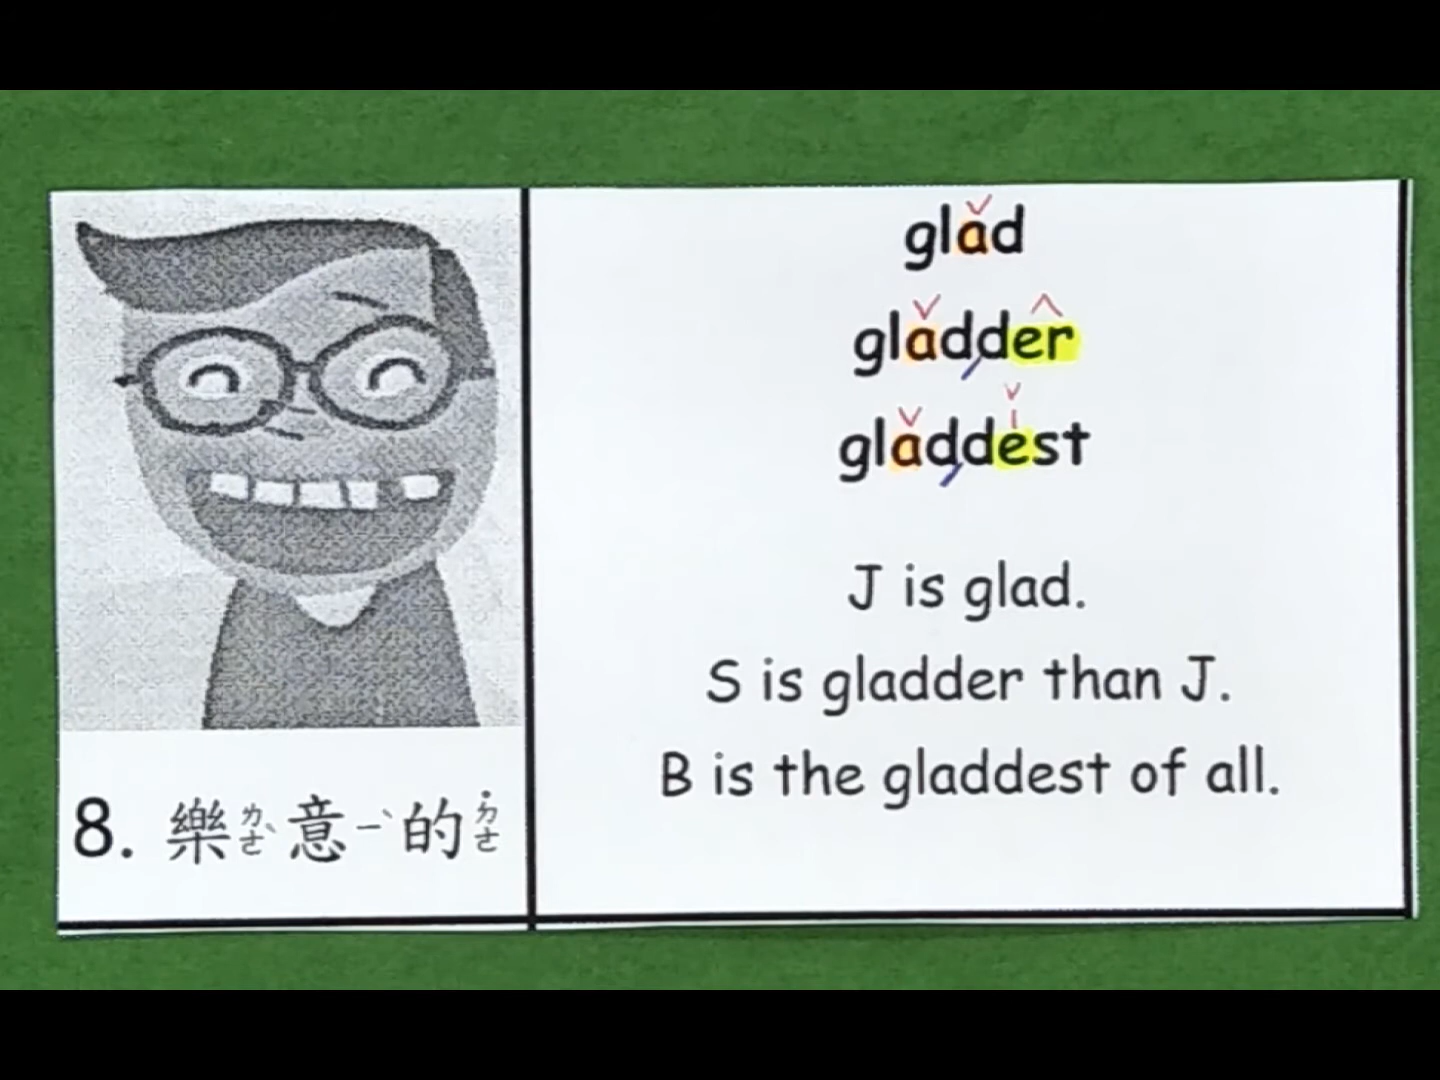 glad
gladder
gladdest
J is glad.
S is gladder than J.
B is the gladdest of all.
8. 樂ㄌㄜˋ意ㄧˋ的˙ㄉㄜ